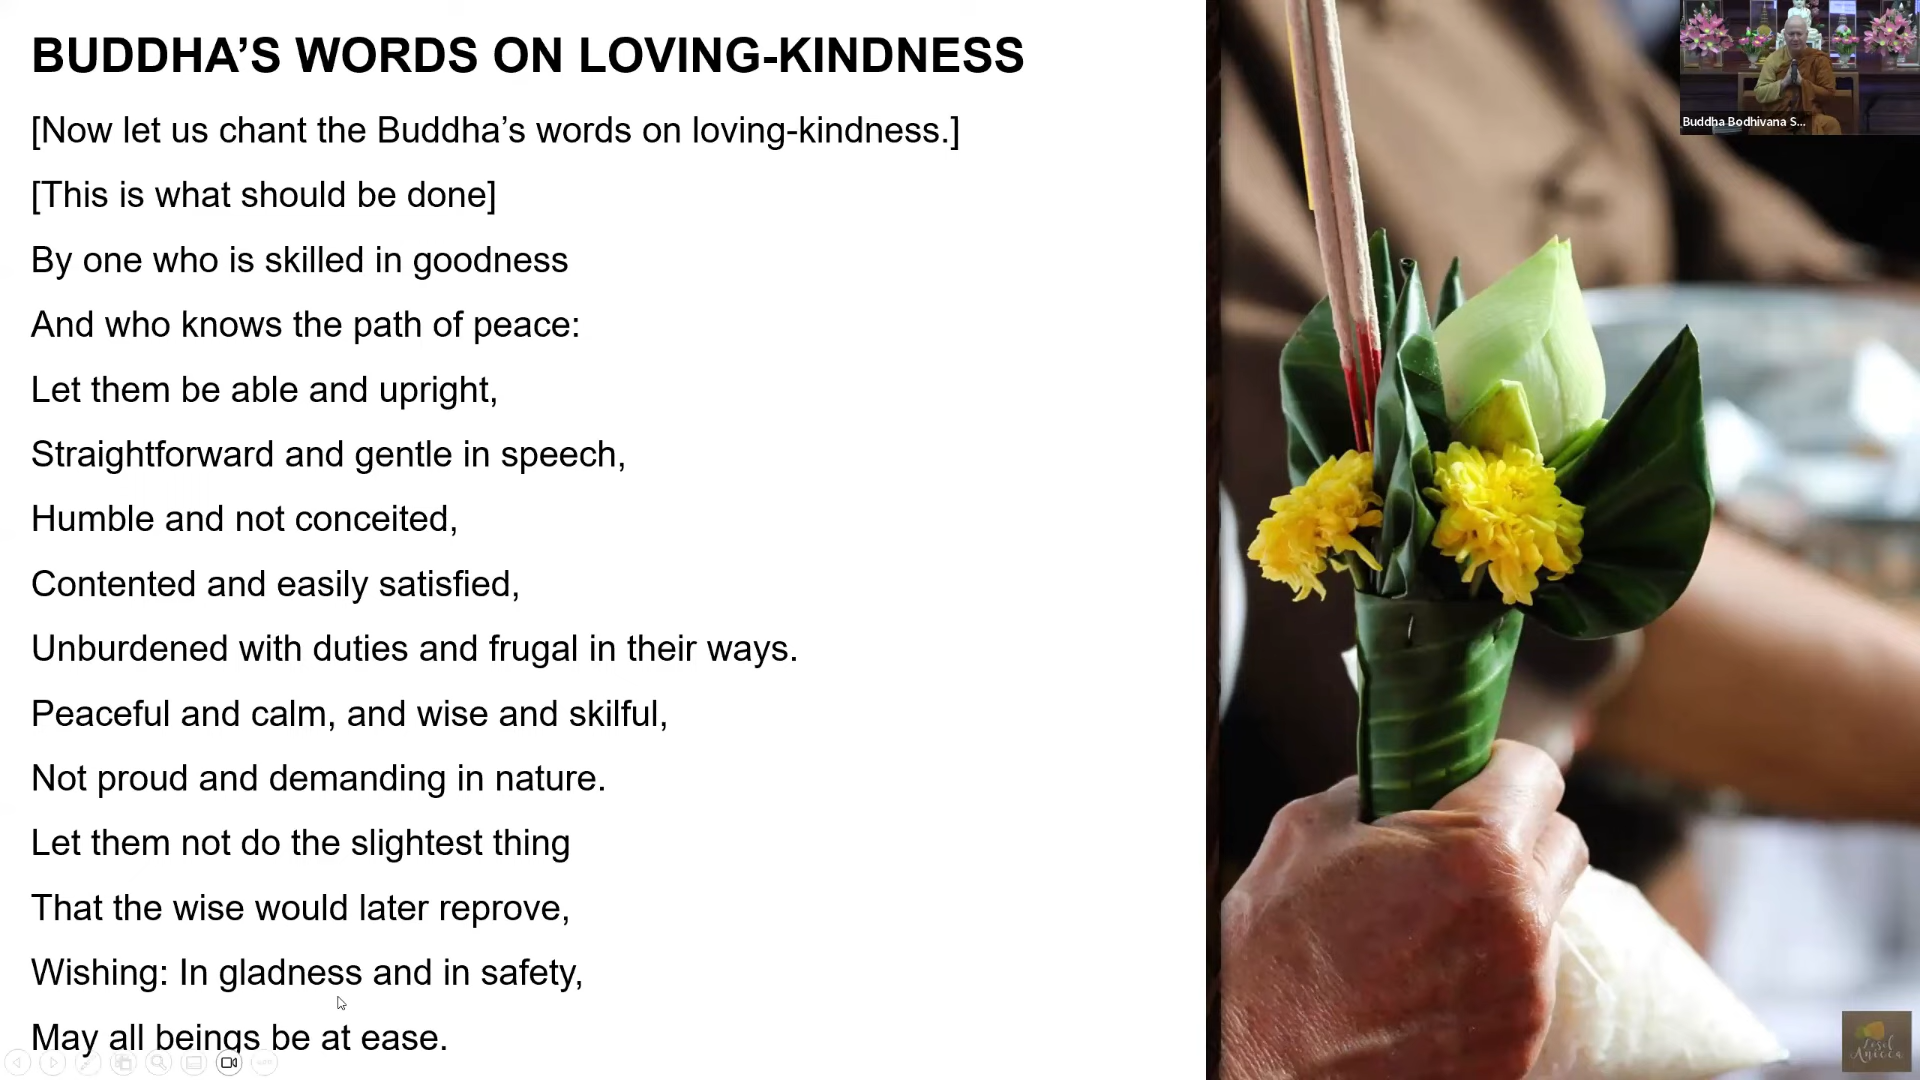 BUDDHA’S WORDS ON LOVING-KINDNESS
[Now let us chant the Buddha’s words on loving-kindness.]
[This is what should be done]
By one who is skilled in goodness
And who knows the path of peace:
Let them be able and upright,
Straightforward and gentle in speech,
Humble and not conceited,
Contented and easily satisfied,
Unburdened with duties and frugal in their ways.
Peaceful and calm, and wise and skilful,
Not proud and demanding in nature.
Let them not do the slightest thing
That the wise would later reprove,
Wishing: In gladness and in safety,
May all beings be at ease.
Buddha Bodhivana S...
Anicca